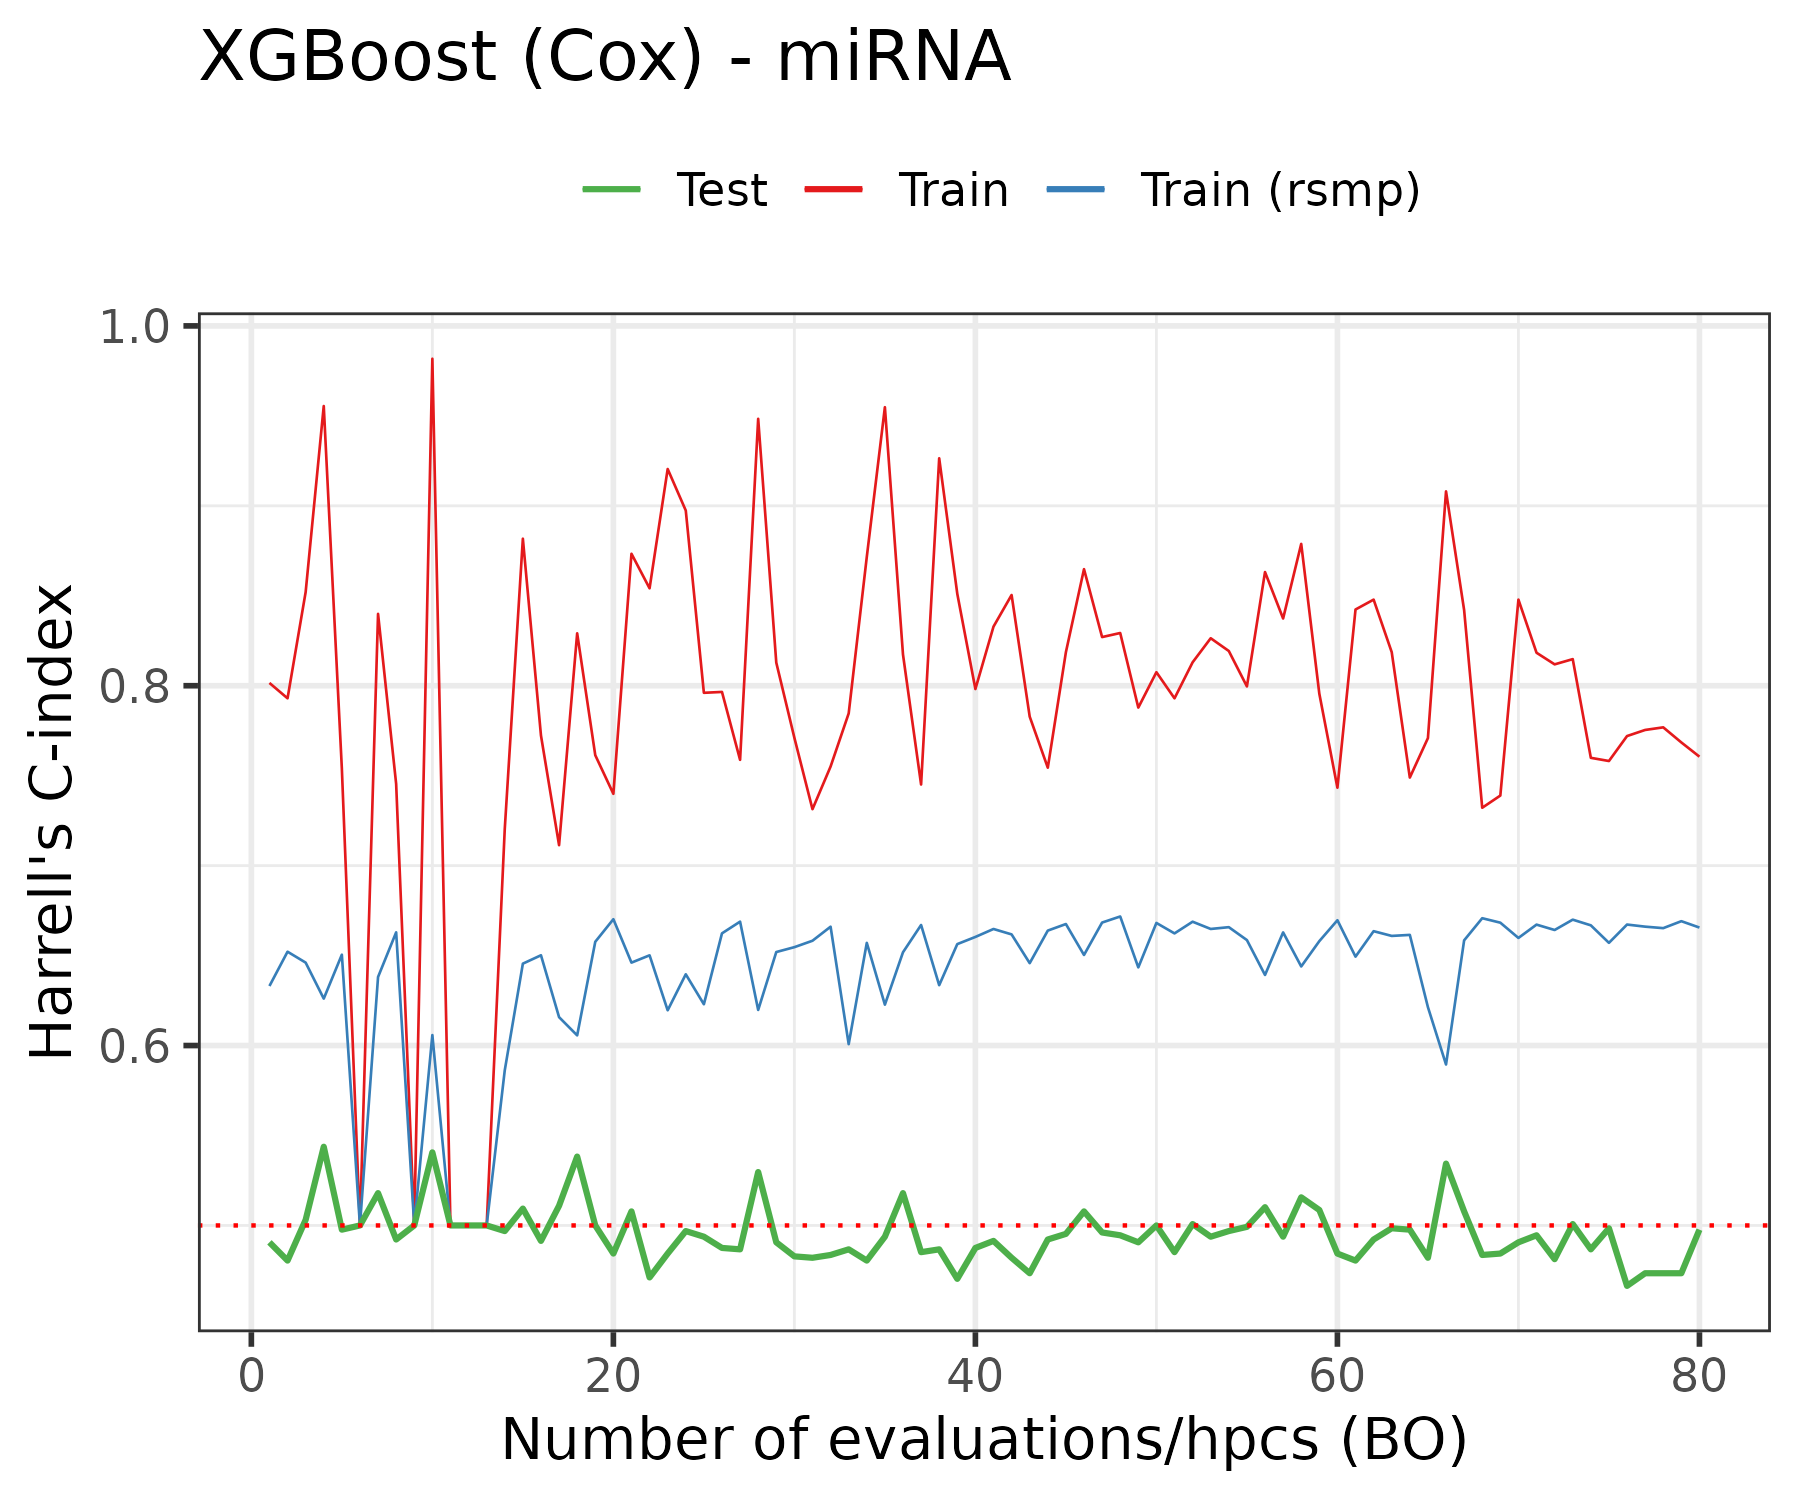 XGBoost (Cox) - miRNA
Test Train Train (rsmp)
1.0
0.8
0.6
Harrell's C-index
0 20 40 60 80
Number of evaluations/hpcs (BO)